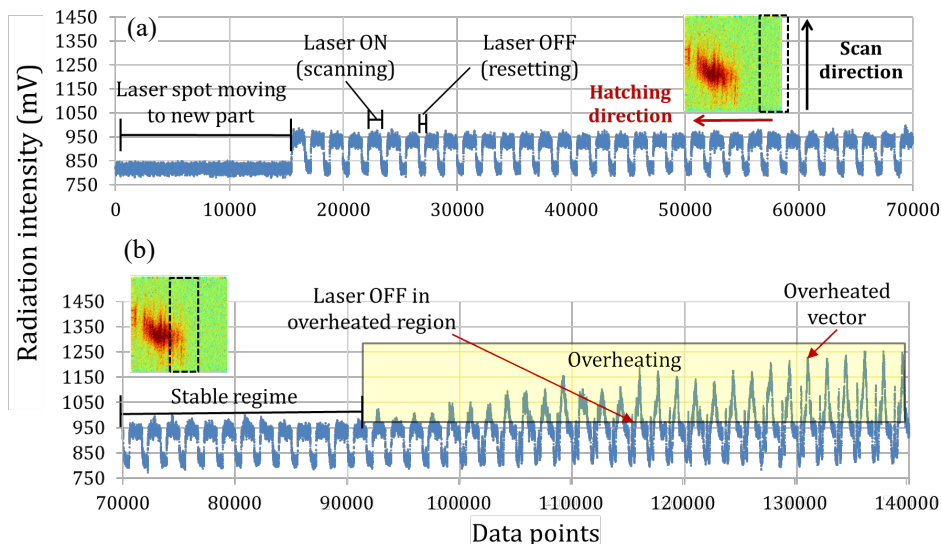 Radiation intensity (mV)
(a)
1450
1350
1250
1150
1050
950
850
750
Laser spot moving
to new part
Laser ON
(scanning)
Laser OFF
(resetting)
Hatching
direction
Scan
direction
0 10000 20000 30000 40000 50000 60000 70000
(b)
1450
1350
1250
1150
1050
950
850
750
Stable regime
Laser OFF in
overheated region
Overheating
Overheated
vector
70000 80000 90000 100000 110000 120000 130000 140000
Data points